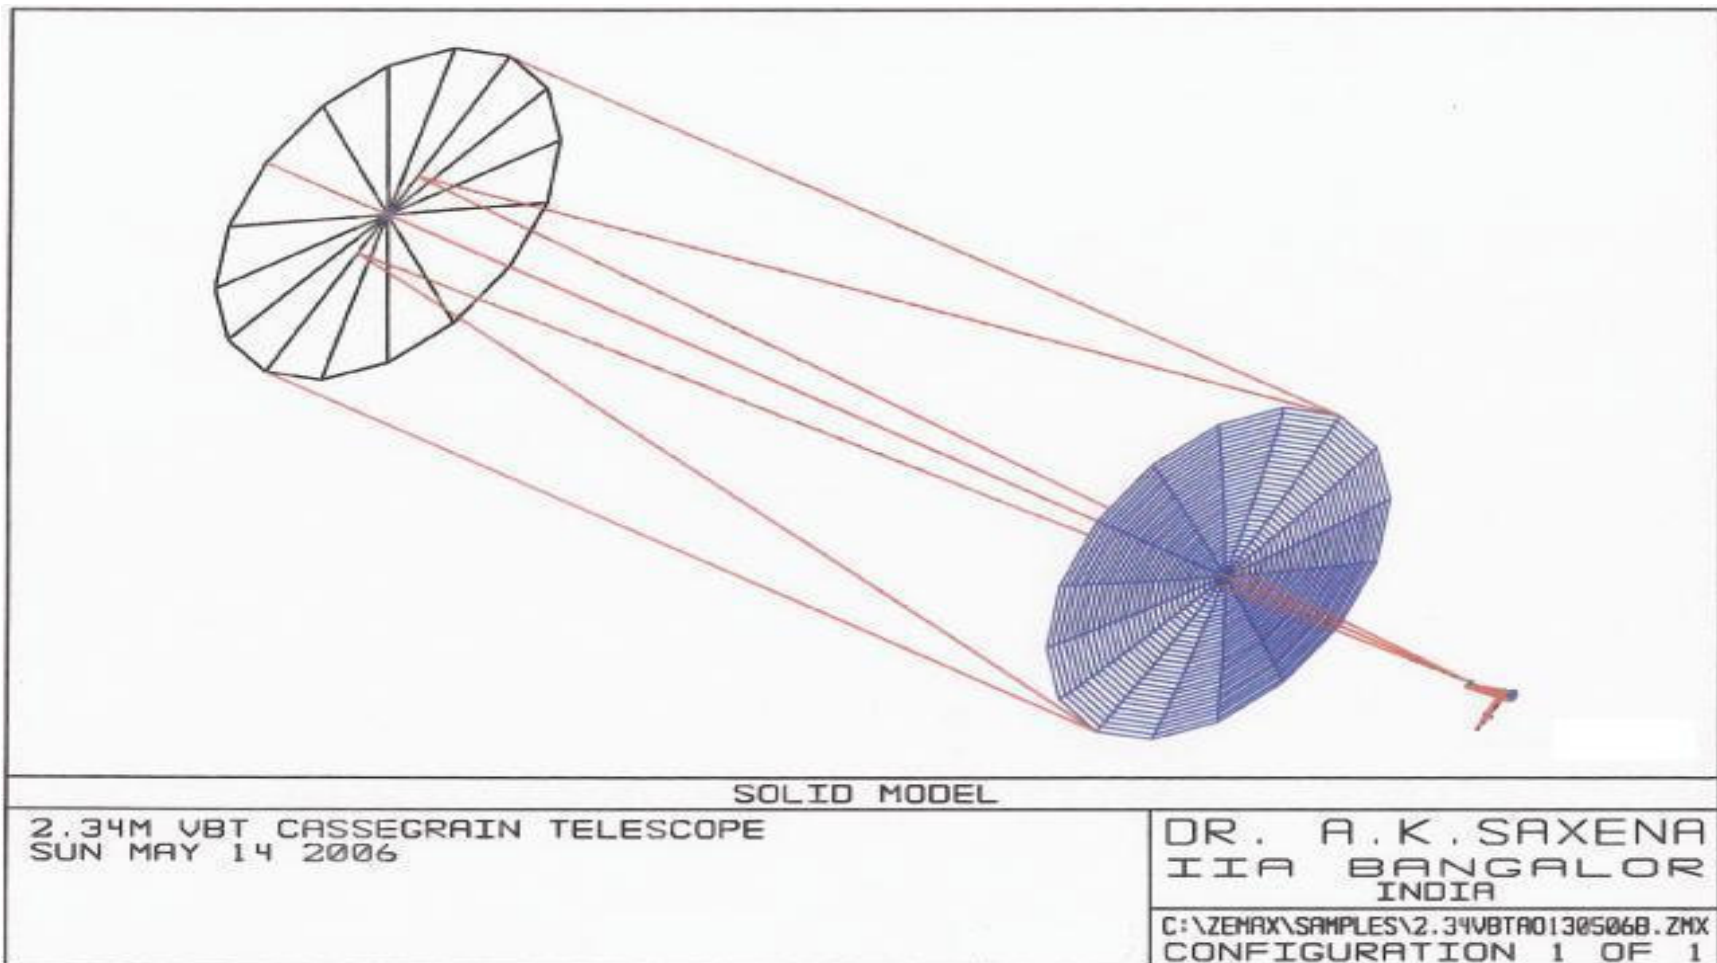 SOLID MODEL
2.34M VBT CASSEGRAIN TELESCOPE
SUN MAY 14 2006
DR. A.K.SAXENA
IIA BANGALOR
INDIA
C:\ZEMAX\SAMPLES\2.34VBTAO130506B.ZMX
CONFIGURATION 1 OF 1